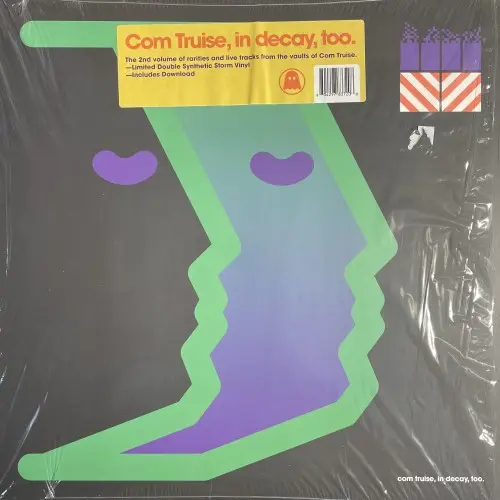 Com Truise, in decay, too.
The 2nd volume of rarities and live tracks from the vaults of Com Truise.
—Limited Double Synthetic Storm Vinyl
—Includes Download
com truise, in decay, too.